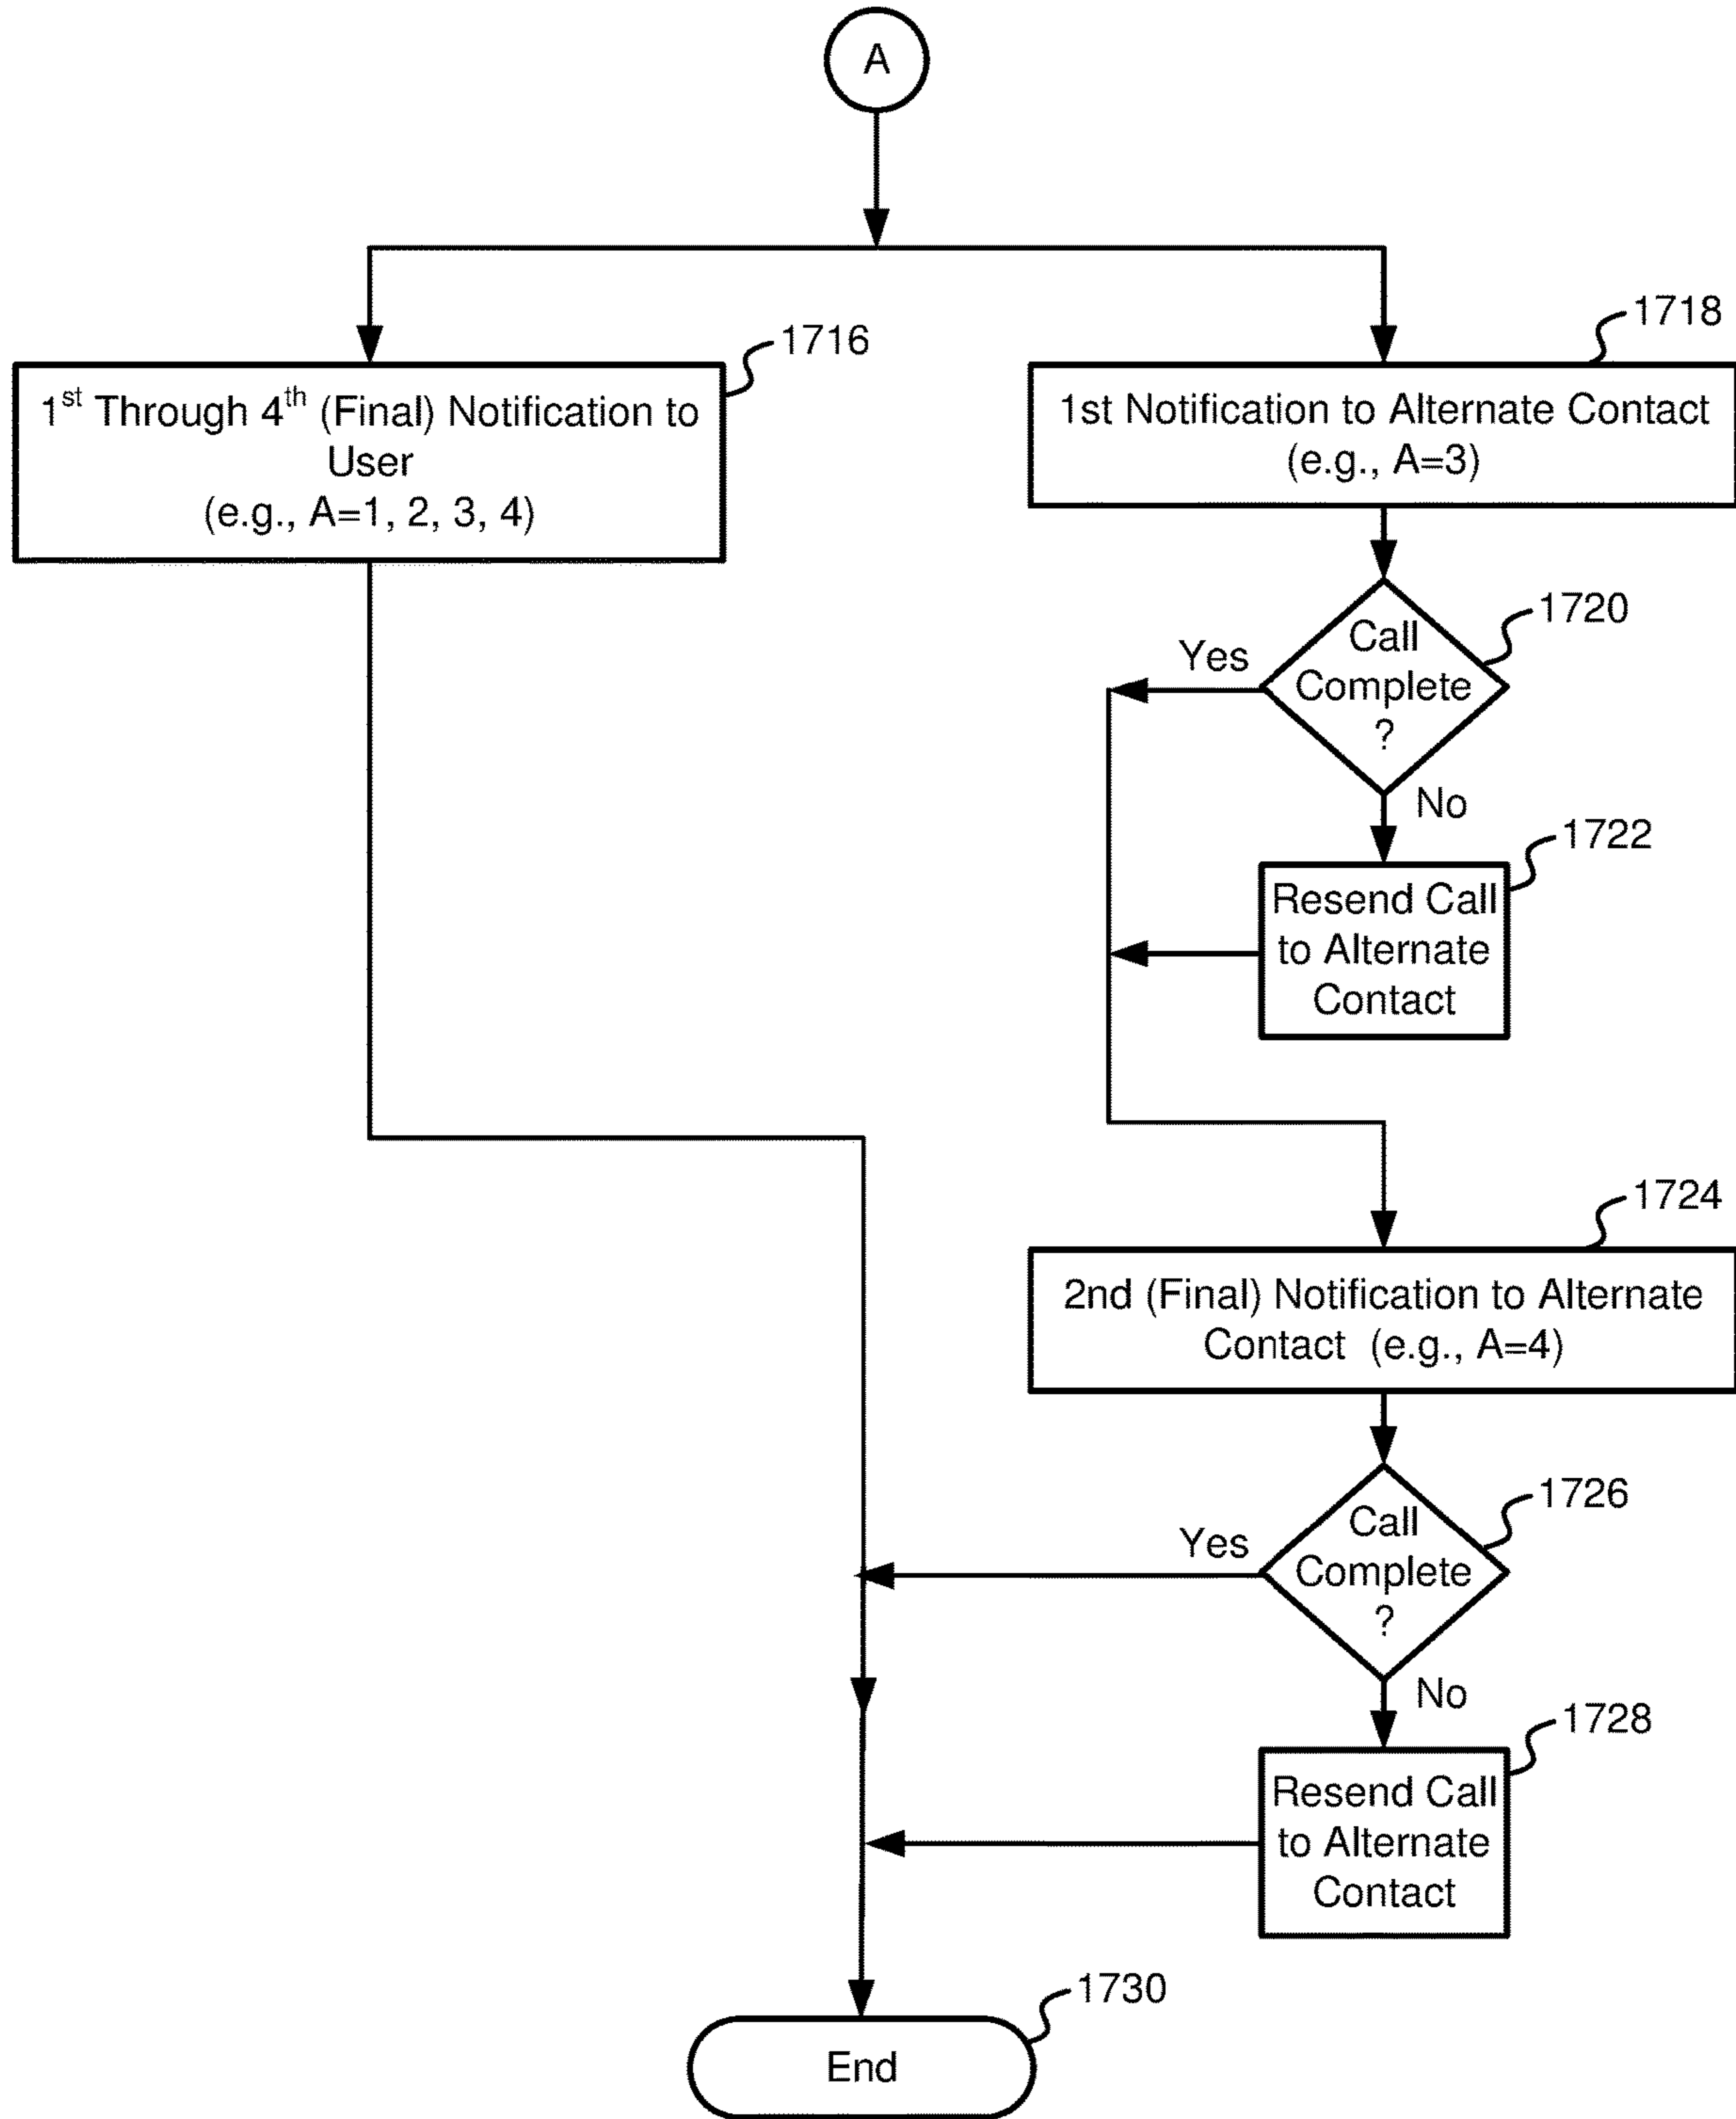 A
1716
1st Through 4th (Final) Notification to
User
(e.g., A=1, 2, 3, 4)
1718
1st Notification to Alternate Contact
(e.g., A=3)
1720
Call
Complete
?
Yes
No
1722
Resend Call
to Alternate
Contact
1724
2nd (Final) Notification to Alternate
Contact (e.g., A=4)
1726
Call
Complete
?
Yes
No
1728
Resend Call
to Alternate
Contact
1730
End